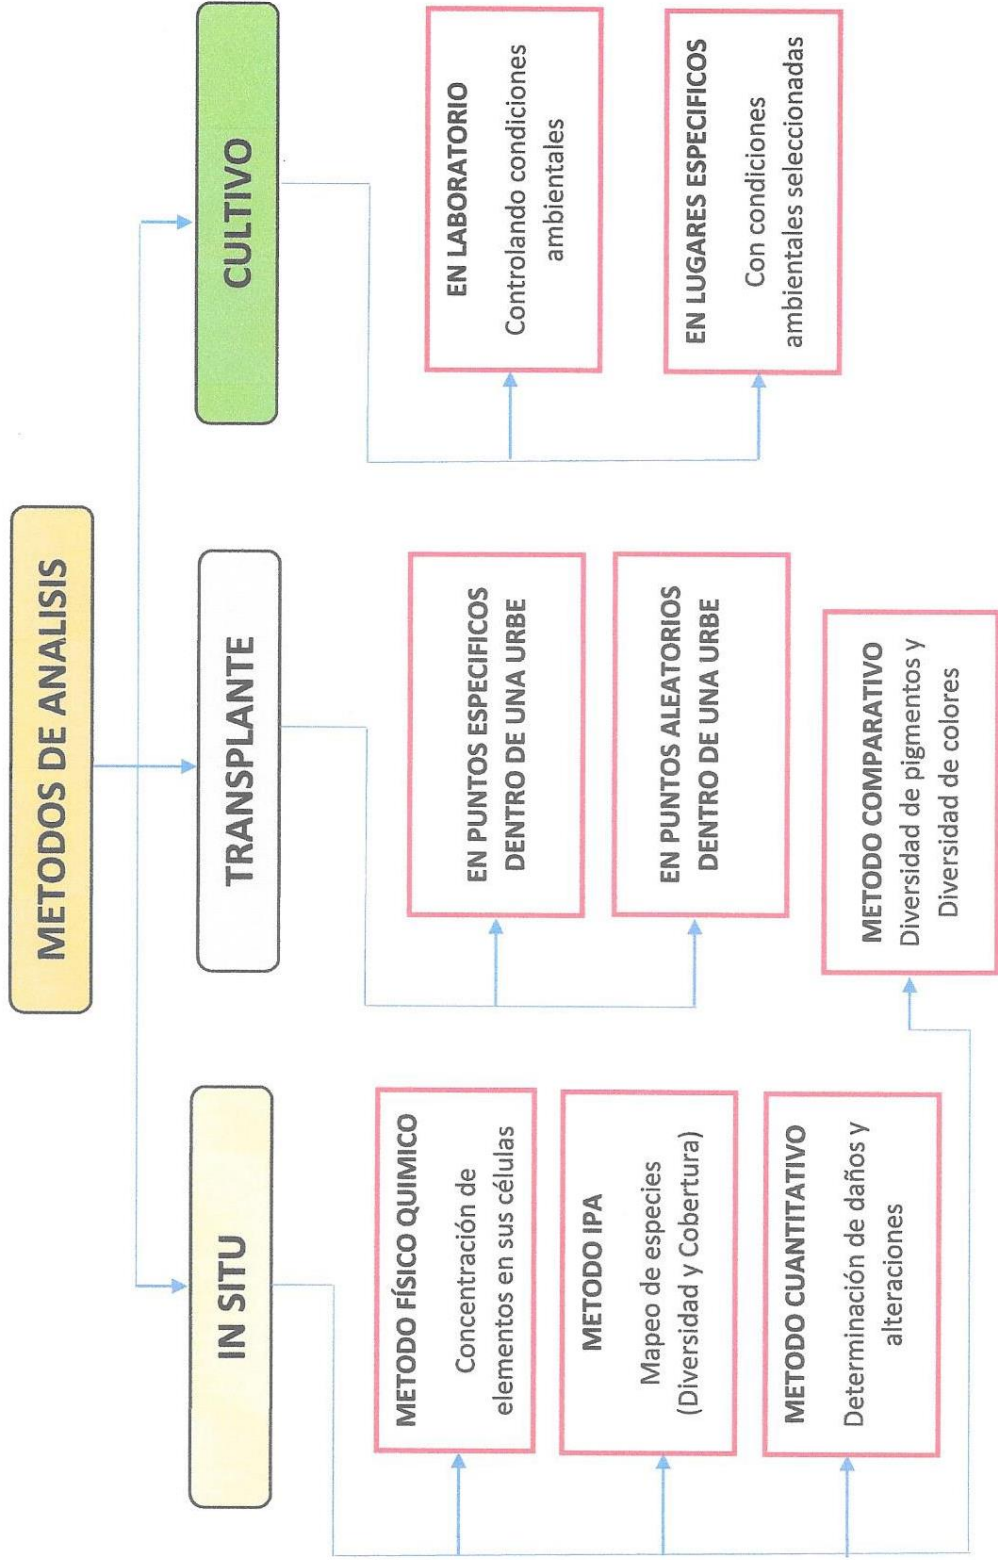 METODOS DE ANALISIS
IN SITU
METODO FÍSICO QUIMICO
Concentración de
elementos en sus células
METODO IPA
Mapeo de especies
(Diversidad y Cobertura)
METODO CUANTITATIVO
Determinación de daños y
alteraciones
METODO COMPARATIVO
Diversidad de pigmentos y
Diversidad de colores
TRANSPLANTE
EN PUNTOS ESPECIFICOS
DENTRO DE UNA URBE
EN PUNTOS ALEATORIOS
DENTRO DE UNA URBE
CULTIVO
EN LABORATORIO
Controlando condiciones
ambientales
EN LUGARES ESPECIFICOS
Con condiciones
ambientales seleccionadas